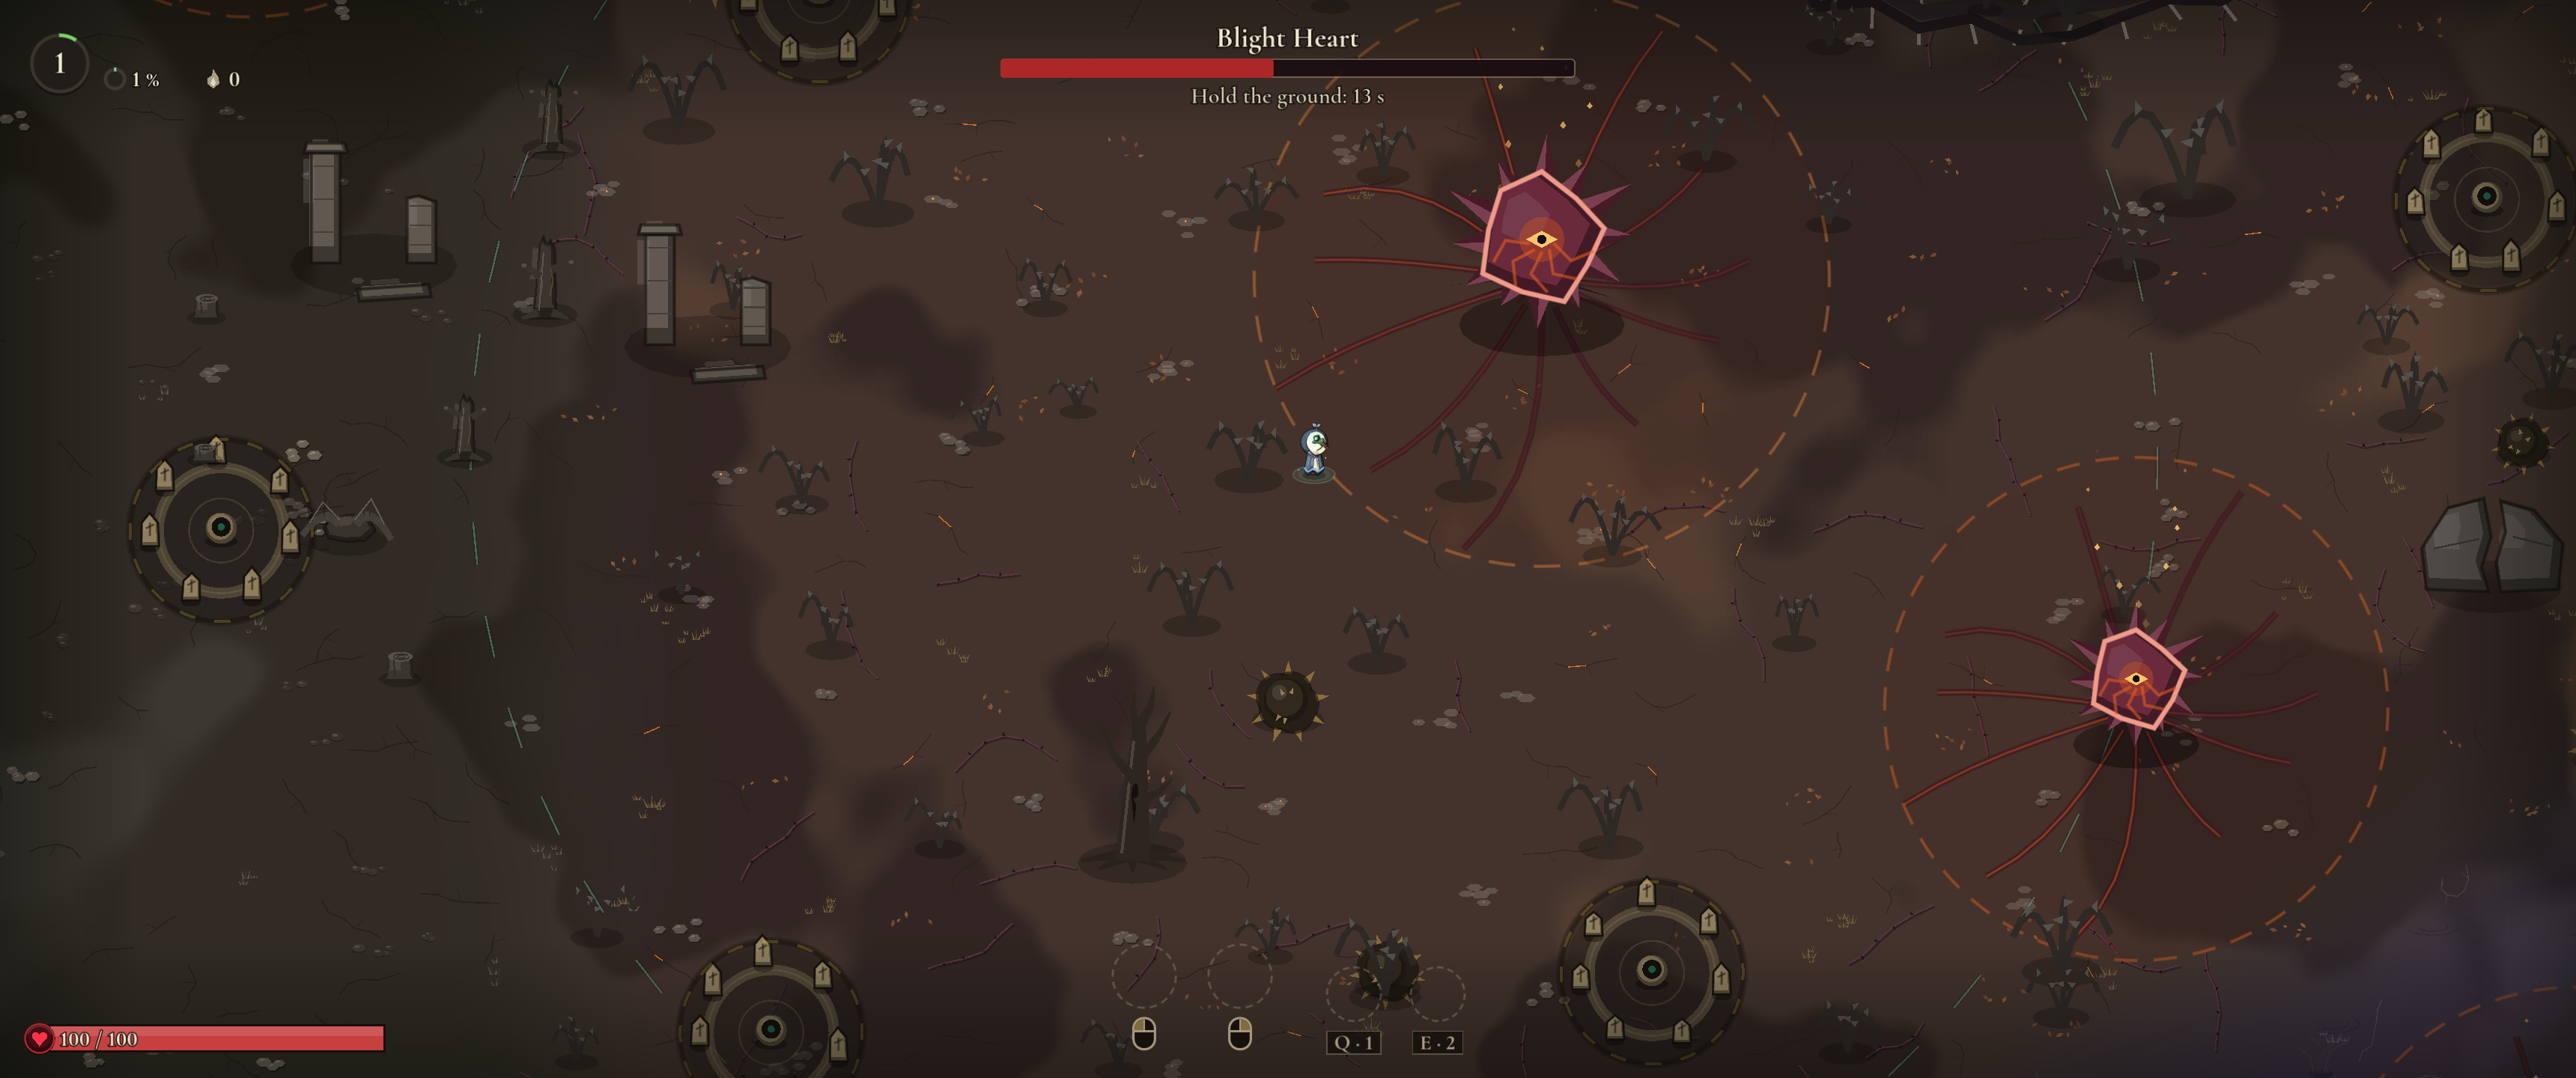 Blight Heart
1
1 %
0
Hold the ground: 13 s
100 / 100
Q · 1
E · 2